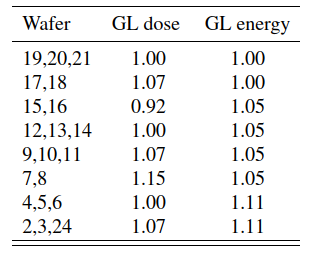 Wafer GL dose GL energy
19,20,21 1.00 1.00
17,18 1.07 1.00
15,16 0.92 1.05
12,13,14 1.00 1.05
9,10,11 1.07 1.05
7,8 1.15 1.05
4,5,6 1.00 1.11
2,3,24 1.07 1.11